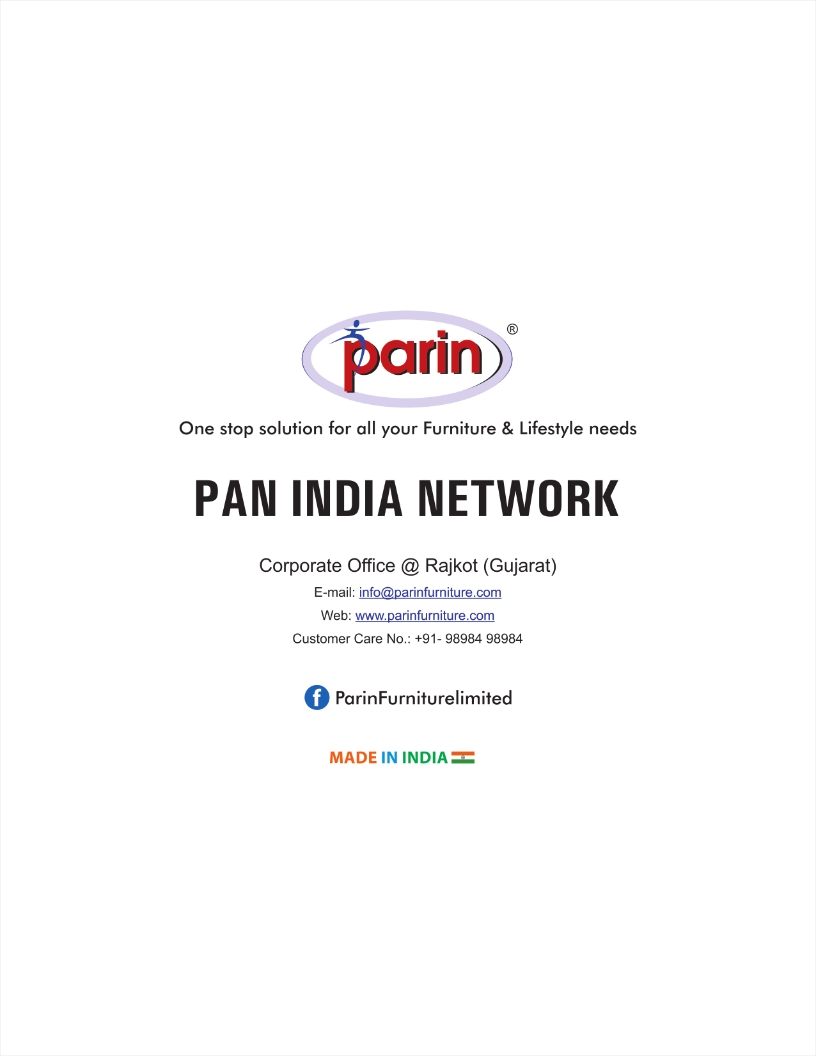 parin ®
One stop solution for all your Furniture & Lifestyle needs
PAN INDIA NETWORK
Corporate Office @ Rajkot (Gujarat)
E-mail: info@parinfurniture.com
Web: www.parinfurniture.com
Customer Care No.: +91- 98984 98984
f ParinFurniturelimited
MADE IN INDIA